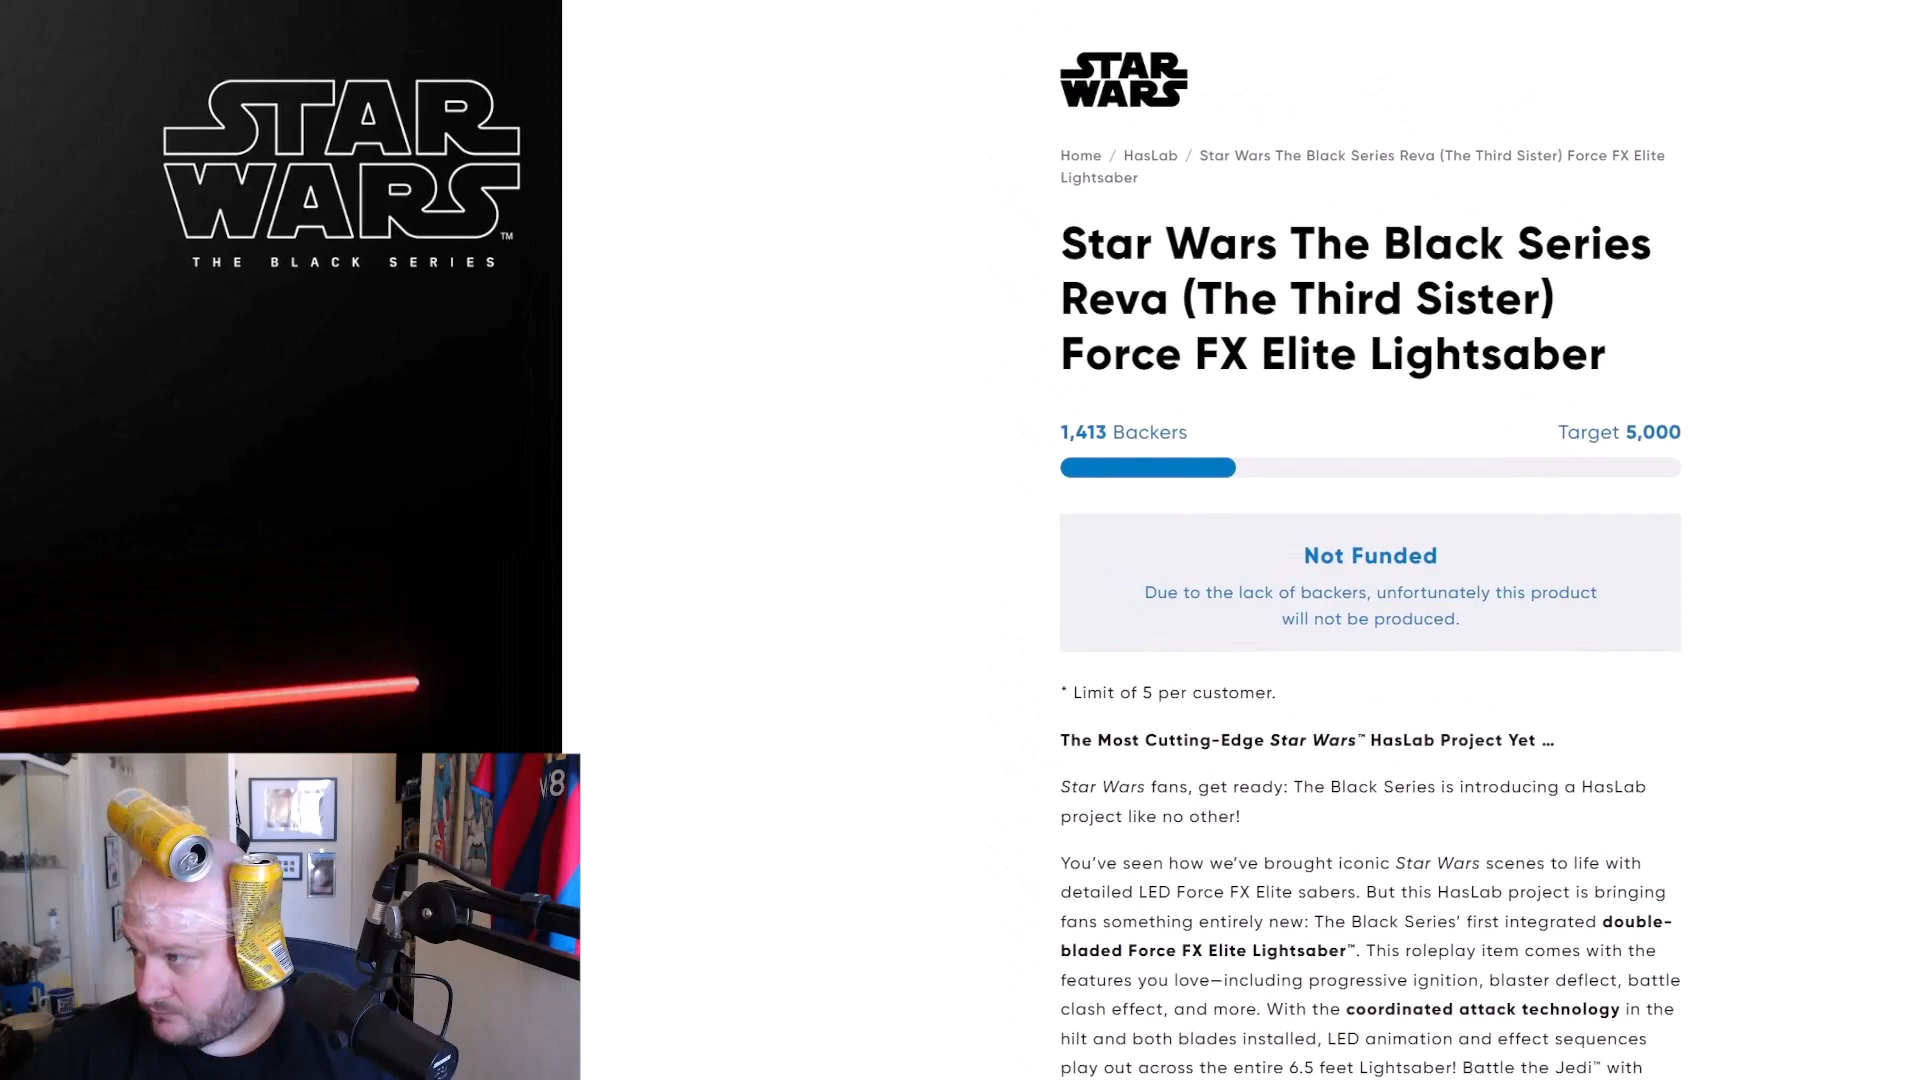 STAR
WARS
TM
THE BLACK SERIES
V8
STAR
WARS
Home / HasLab / Star Wars The Black Series Reva (The Third Sister) Force FX Elite
Lightsaber
Star Wars The Black Series
Reva (The Third Sister)
Force FX Elite Lightsaber
1,413 Backers
Target 5,000
Not Funded
Due to the lack of backers, unfortunately this product
will not be produced.
* Limit of 5 per customer.
The Most Cutting-Edge Star Wars™ HasLab Project Yet ...
Star Wars fans, get ready: The Black Series is introducing a HasLab
project like no other!
You’ve seen how we’ve brought iconic Star Wars scenes to life with
detailed LED Force FX Elite sabers. But this HasLab project is bringing
fans something entirely new: The Black Series’ first integrated double-
bladed Force FX Elite Lightsaber™. This roleplay item comes with the
features you love—including progressive ignition, blaster deflect, battle
clash effect, and more. With the coordinated attack technology in the
hilt and both blades installed, LED animation and effect sequences
play out across the entire 6.5 feet Lightsaber! Battle the Jedi™ with